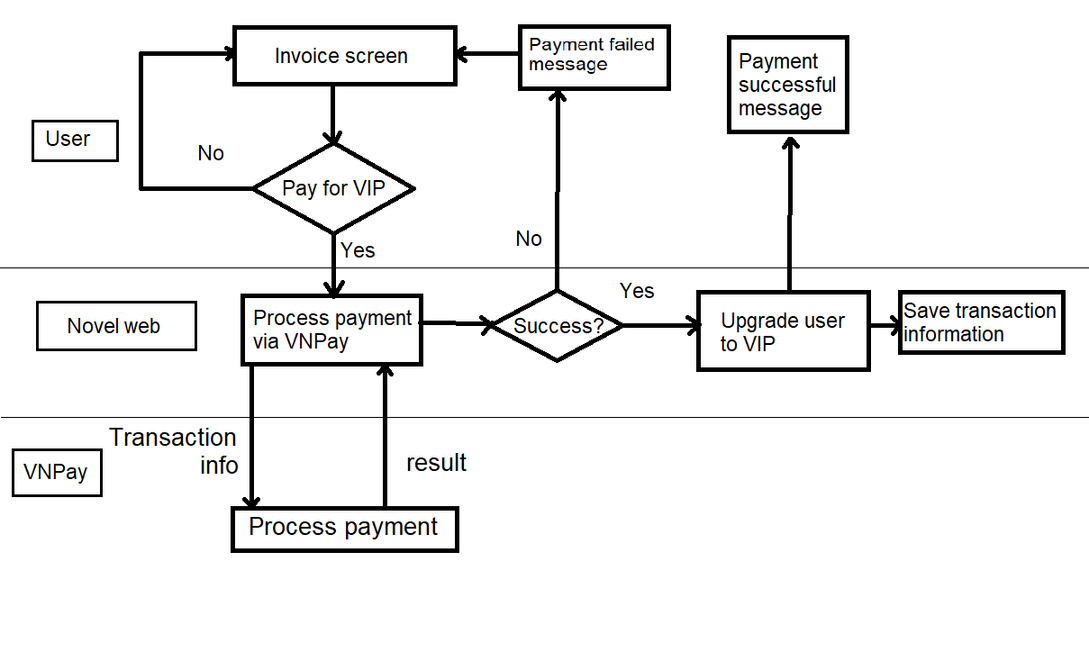 Invoice screen
Payment failed
message
Payment
successful
message
User
No
Pay for VIP
Yes
No
Novel web
Process payment
via VNPay
Success?
Yes
Upgrade user
to VIP
Save transaction
information
Transaction
info
result
VNPay
Process payment